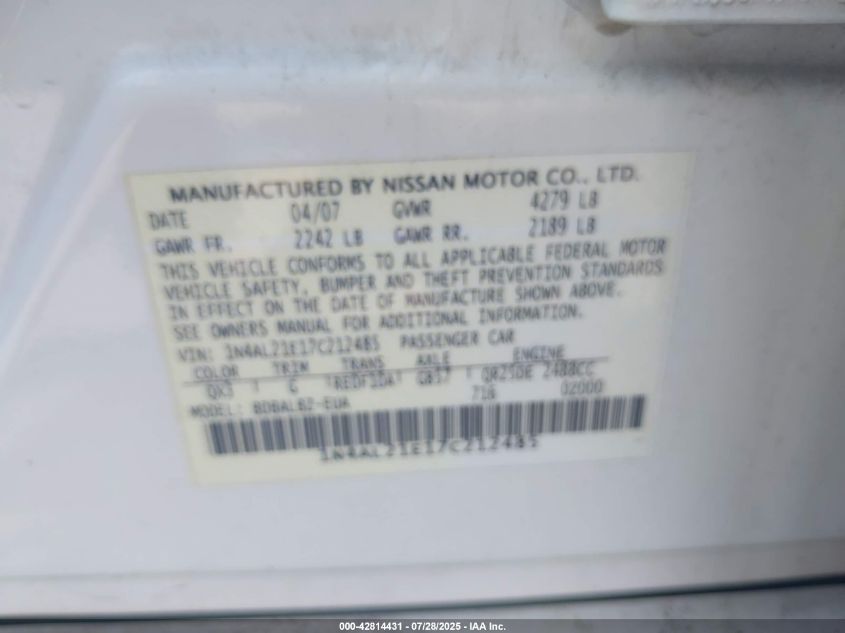 MANUFACTURED BY NISSAN MOTOR CO., LTD.
DATE 04/07 GVWR 4279 LB
GAWR FR. 2242 LB GAWR RR. 2189 LB
THIS VEHICLE CONFORMS TO ALL APPLICABLE FEDERAL MOTOR
VEHICLE SAFETY, BUMPER AND THEFT PREVENTION STANDARDS
IN EFFECT ON THE DATE OF MANUFACTURE SHOWN ABOVE.
SEE OWNERS MANUAL FOR ADDITIONAL INFORMATION.
VIN: 1N4AL21E17C212485 PASSENGER CAR
COLOR TRIM TRANS AXLE ENGINE
QX3 G RE0F10A GB17 QR25DE 2488CC
MODEL: BDBALB2-EUA 718 02000
1N4AL21E17C212485
000-42814431 - 07/28/2025 - IAA Inc.